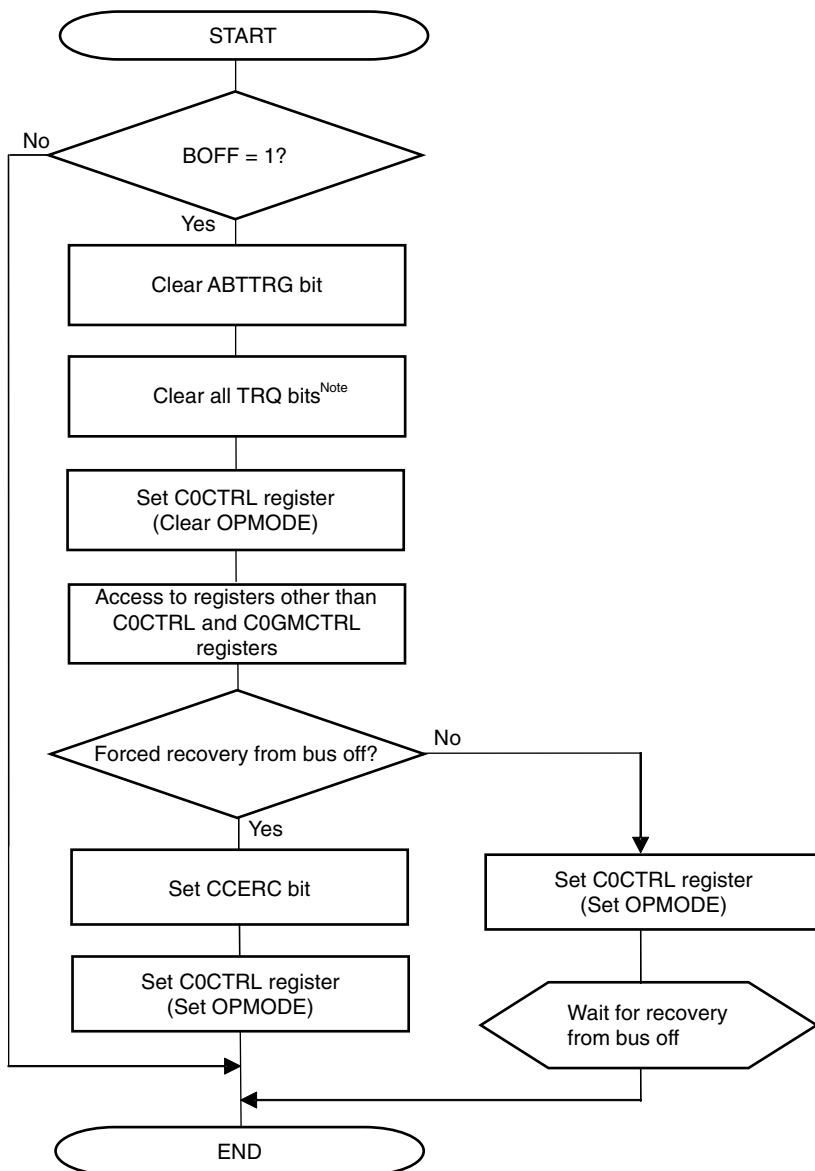 START
BOFF = 1?
No
Yes
Clear ABTTRG bit
Clear all TRQ bitsNote
Set C0CTRL register
(Clear OPMODE)
Access to registers other than
C0CTRL and C0GMCTRL
registers
Forced recovery from bus off?
No
Yes
Set CCERC bit
Set C0CTRL register
(Set OPMODE)
Set C0CTRL register
(Set OPMODE)
Wait for recovery
from bus off
END